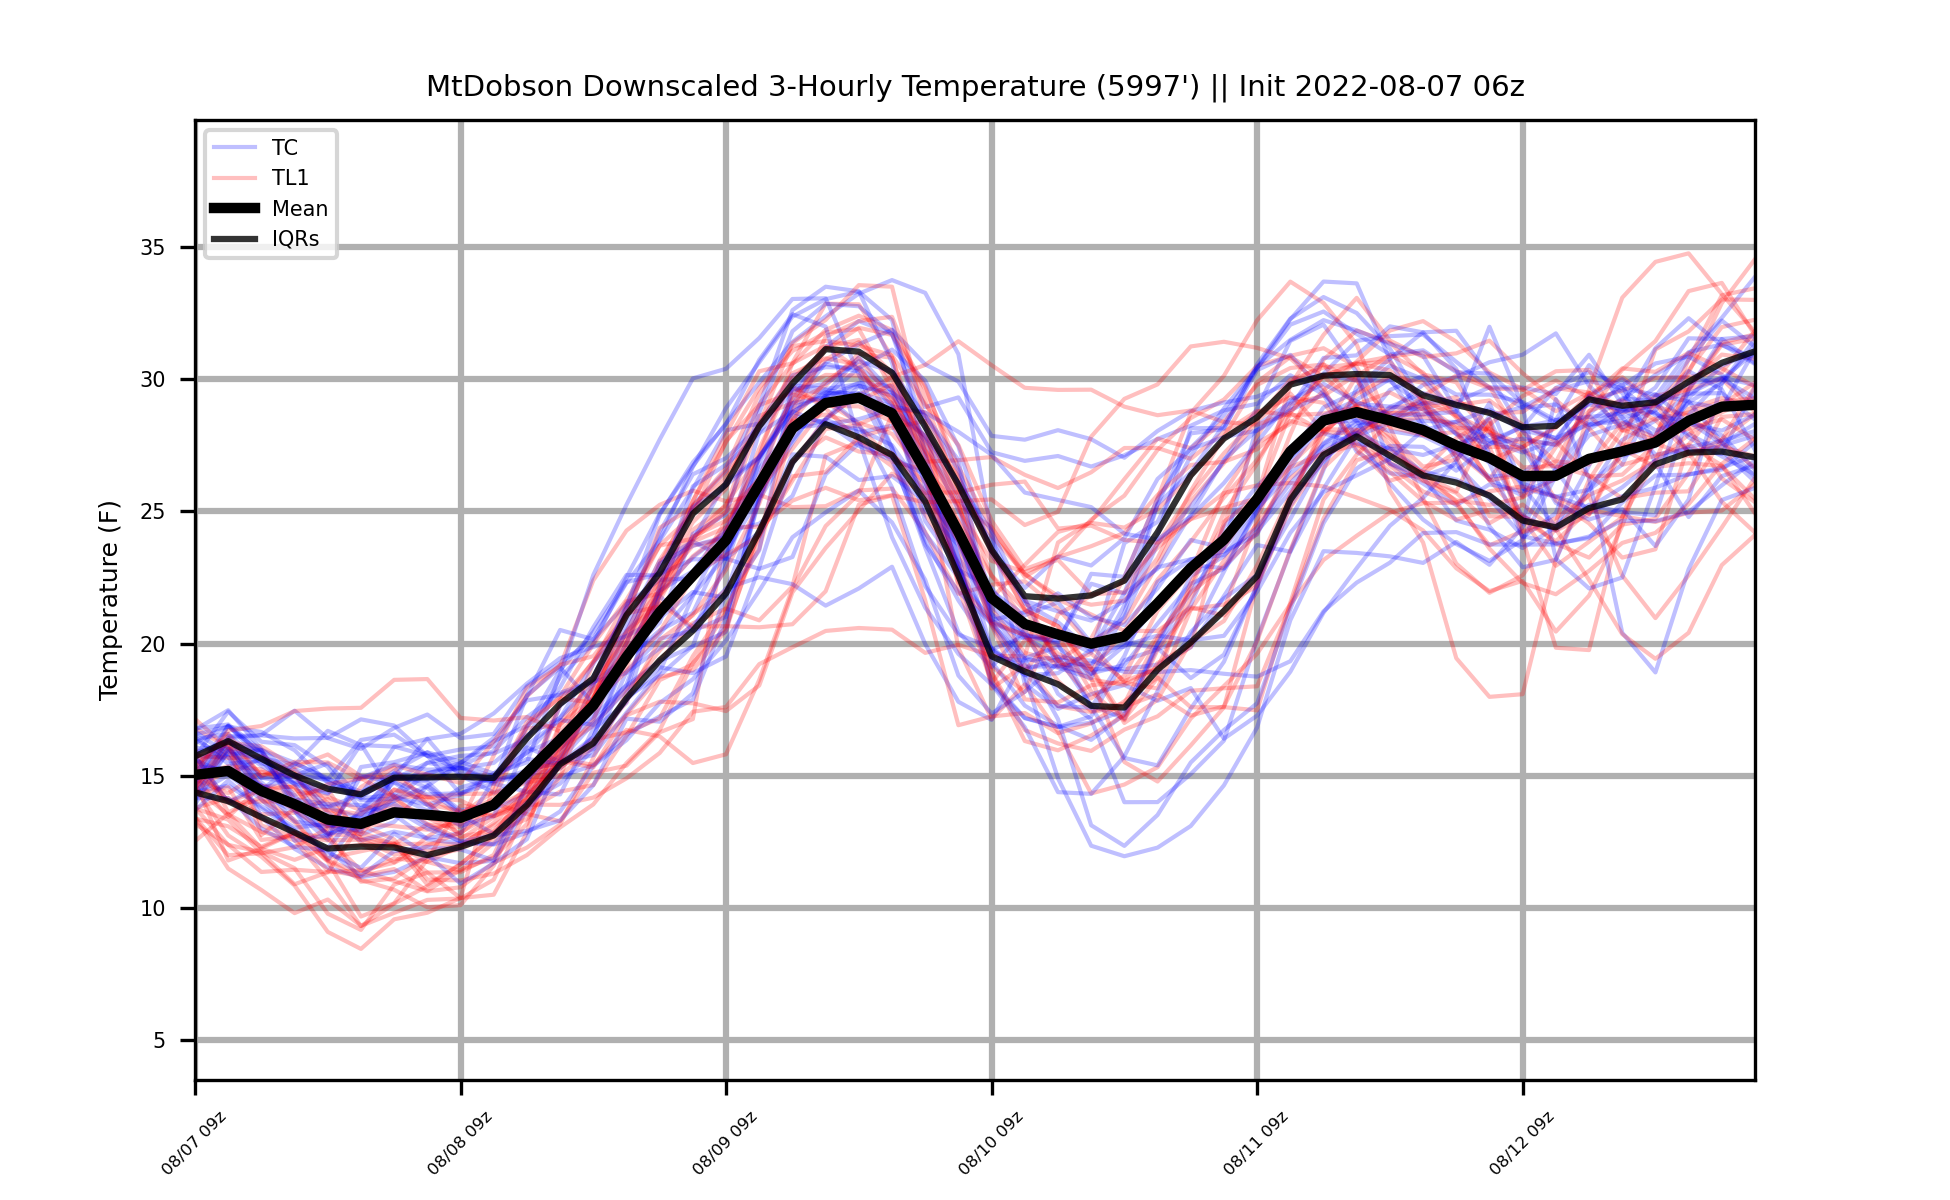 MtDobson Downscaled 3-Hourly Temperature (5997') || Init 2022-08-07 06z
TC
TL1
Mean
IQRs
Temperature (F)
35
30
25
20
15
10
5
08/07 09z
08/08 09z
08/09 09z
08/10 09z
08/11 09z
08/12 09z